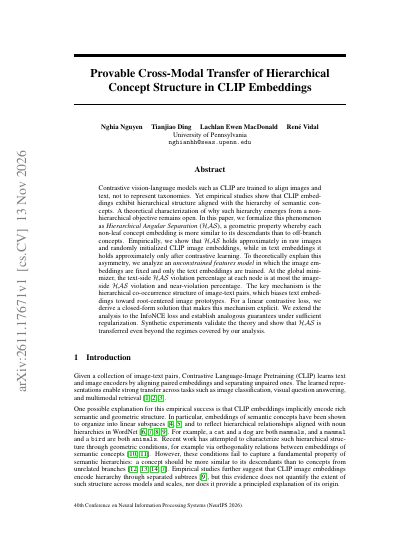 Provable Cross-Modal Transfer of Hierarchical
Concept Structure in CLIP Embeddings
Nghia Nguyen Tianjiao Ding Lachlan Ewen MacDonald René Vidal
University of Pennsylvania
nghianhh@seas.upenn.edu
Abstract
Contrastive vision-language models such as CLIP are trained to align images and
text, not to represent taxonomies. Yet empirical studies show that CLIP embed-
dings exhibit hierarchical structure aligned with the hierarchy of semantic con-
cepts. A theoretical characterization of why such hierarchy emerges from a non-
hierarchical objective remains open. In this paper, we formalize this phenomenon
as Hierarchical Angular Separation (HAS), a geometric property whereby each
non-leaf concept embedding is more similar to its descendants than to off-branch
concepts. Empirically, we show that HAS holds approximately in raw images
and randomly initialized CLIP image embeddings, while in text embeddings it
holds approximately only after contrastive learning. To theoretically explain this
asymmetry, we analyze an unconstrained features model in which the image em-
beddings are fixed and only the text embeddings are trained. At the global mini-
mizer, the text-side HAS violation percentage at each node is at most the image-
side HAS violation and near-violation percentage. The key mechanism is the
hierarchical co-occurrence structure of image-text pairs, which biases text embed-
dings toward root-centered image prototypes. For a linear contrastive loss, we
derive a closed-form solution that makes this mechanism explicit. We extend the
analysis to the InfoNCE loss and establish analogous guarantees under sufficient
regularization. Synthetic experiments validate the theory and show that HAS is
transferred even beyond the regimes covered by our analysis.
1 Introduction
Given a collection of image-text pairs, Contrastive Language-Image Pretraining (CLIP) learns text
and image encoders by aligning paired embeddings and separating unpaired ones. The learned repre-
sentations enable strong transfer across tasks such as image classification, visual question answering,
and multimodal retrieval [1, 2, 3].
One possible explanation for this empirical success is that CLIP embeddings implicitly encode rich
semantic and geometric structure. In particular, embeddings of semantic concepts have been shown
to organize into linear subspaces [4, 5] and to reflect hierarchical relationships aligned with noun
hierarchies in WordNet [6, 7, 8, 9]. For example, a cat and a dog are both mammals, and a mammal
and a bird are both animals. Recent work has attempted to characterize such hierarchical struc-
ture through geometric conditions, for example via orthogonality relations between embeddings of
semantic concepts [10, 11]. However, these conditions fail to capture a fundamental property of
semantic hierarchies: a concept should be more similar to its descendants than to concepts from
unrelated branches [12, 13, 14, 7]. Empirical studies further suggest that CLIP image embeddings
encode hierarchy through separated subtrees [9], but this evidence does not quantify the extent of
such structure across models and scales, nor does it provide a principled explanation of its origin.
40th Conference on Neural Information Processing Systems (NeurIPS 2026)
arXiv:2611.17671v1 [cs.CV] 13 Nov 2026